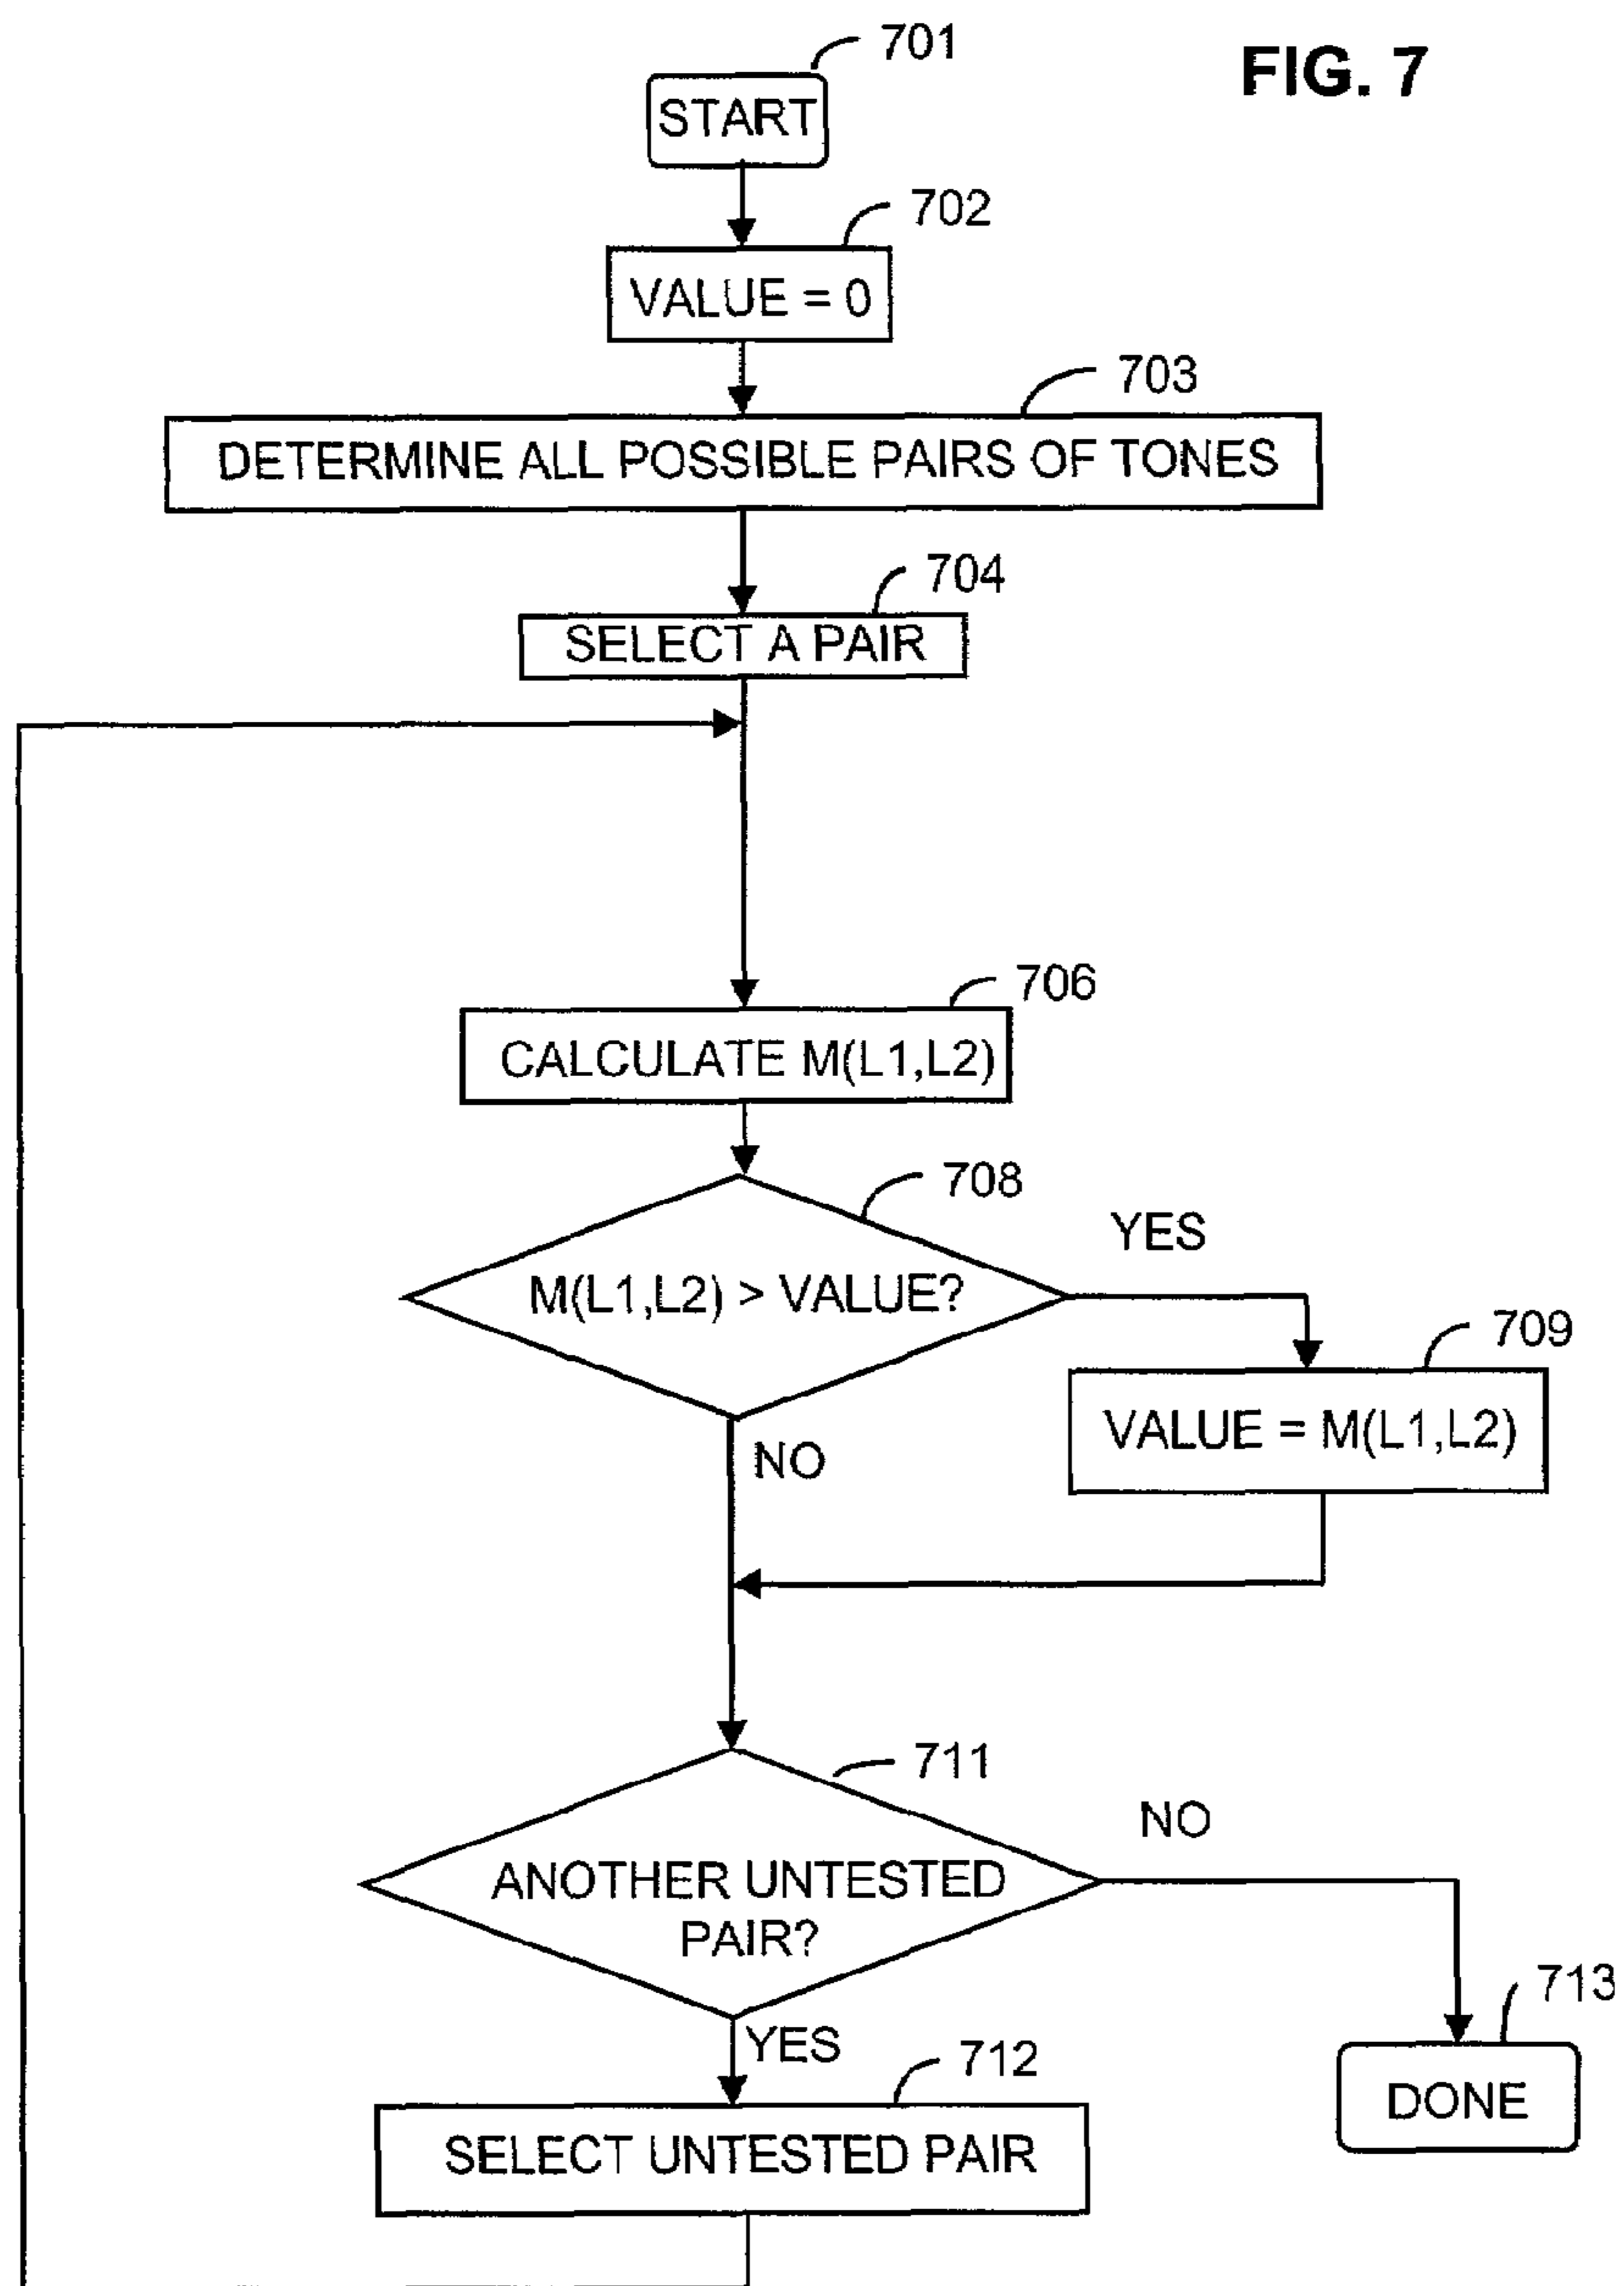 FIG. 7
701
START
702
VALUE = 0
703
DETERMINE ALL POSSIBLE PAIRS OF TONES
704
SELECT A PAIR
706
CALCULATE M(L1,L2)
708
M(L1,L2) > VALUE?
YES
709
VALUE = M(L1,L2)
NO
711
ANOTHER UNTESTED
PAIR?
NO
713
DONE
YES
712
SELECT UNTESTED PAIR